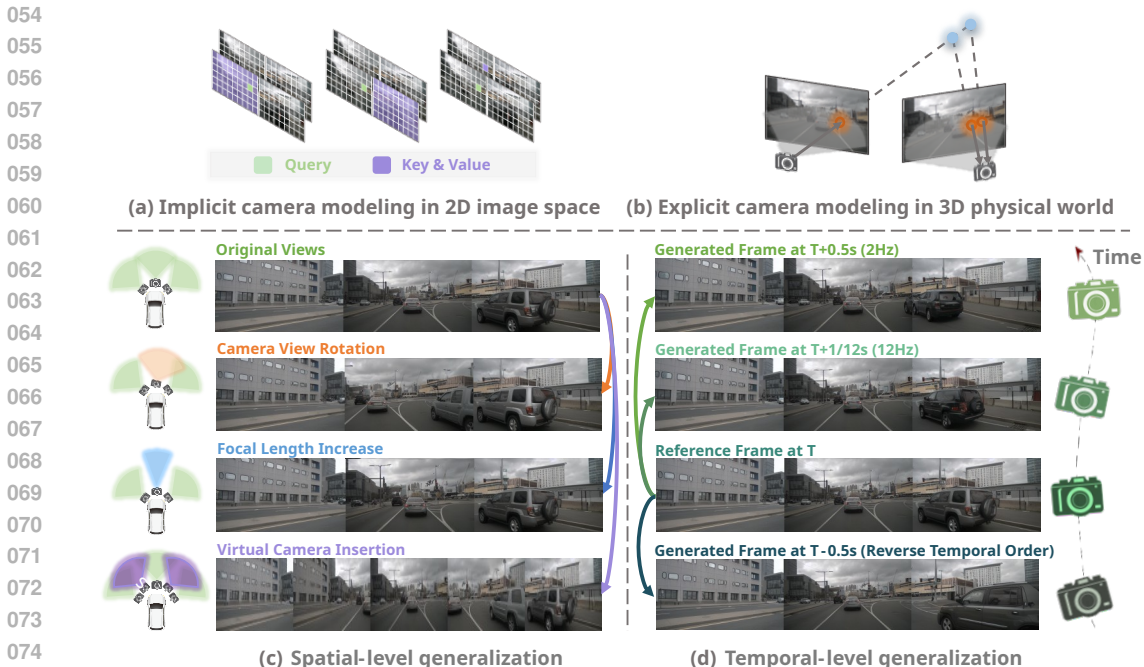 054
055
056
057
058
059
060
061
062
063
064
065
066
067
068
069
070
071
072
073
074
Query
Key & Value
(a) Implicit camera modeling in 2D image space
(b) Explicit camera modeling in 3D physical world
Original Views
Camera View Rotation
Focal Length Increase
Virtual Camera Insertion
(c) Spatial-level generalization
Generated Frame at T+0.5s (2Hz)
Time
Generated Frame at T+1/12s (12Hz)
Reference Frame at T
Generated Frame at T-0.5s (Reverse Temporal Order)
(d) Temporal-level generalization